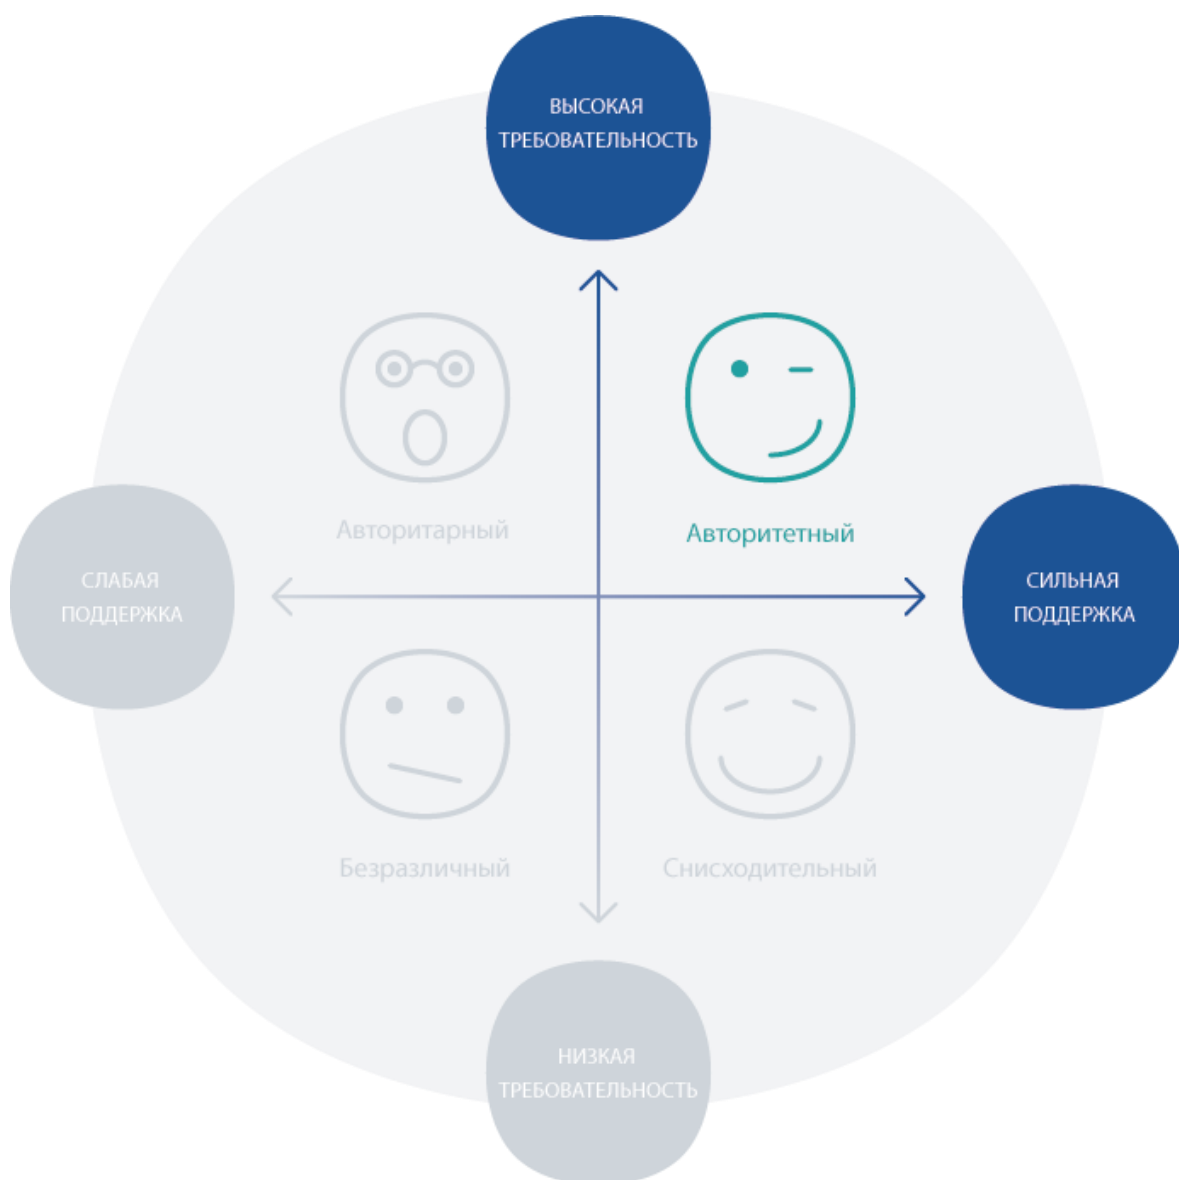 ВЫСОКАЯ
ТРЕБОВАТЕЛЬНОСТЬ
Авторитарный
Авторитетный
СЛАБАЯ
ПОДДЕРЖКА
СИЛЬНАЯ
ПОДДЕРЖКА
Безразличный
Снисходительный
НИЗКАЯ
ТРЕБОВАТЕЛЬНОСТЬ